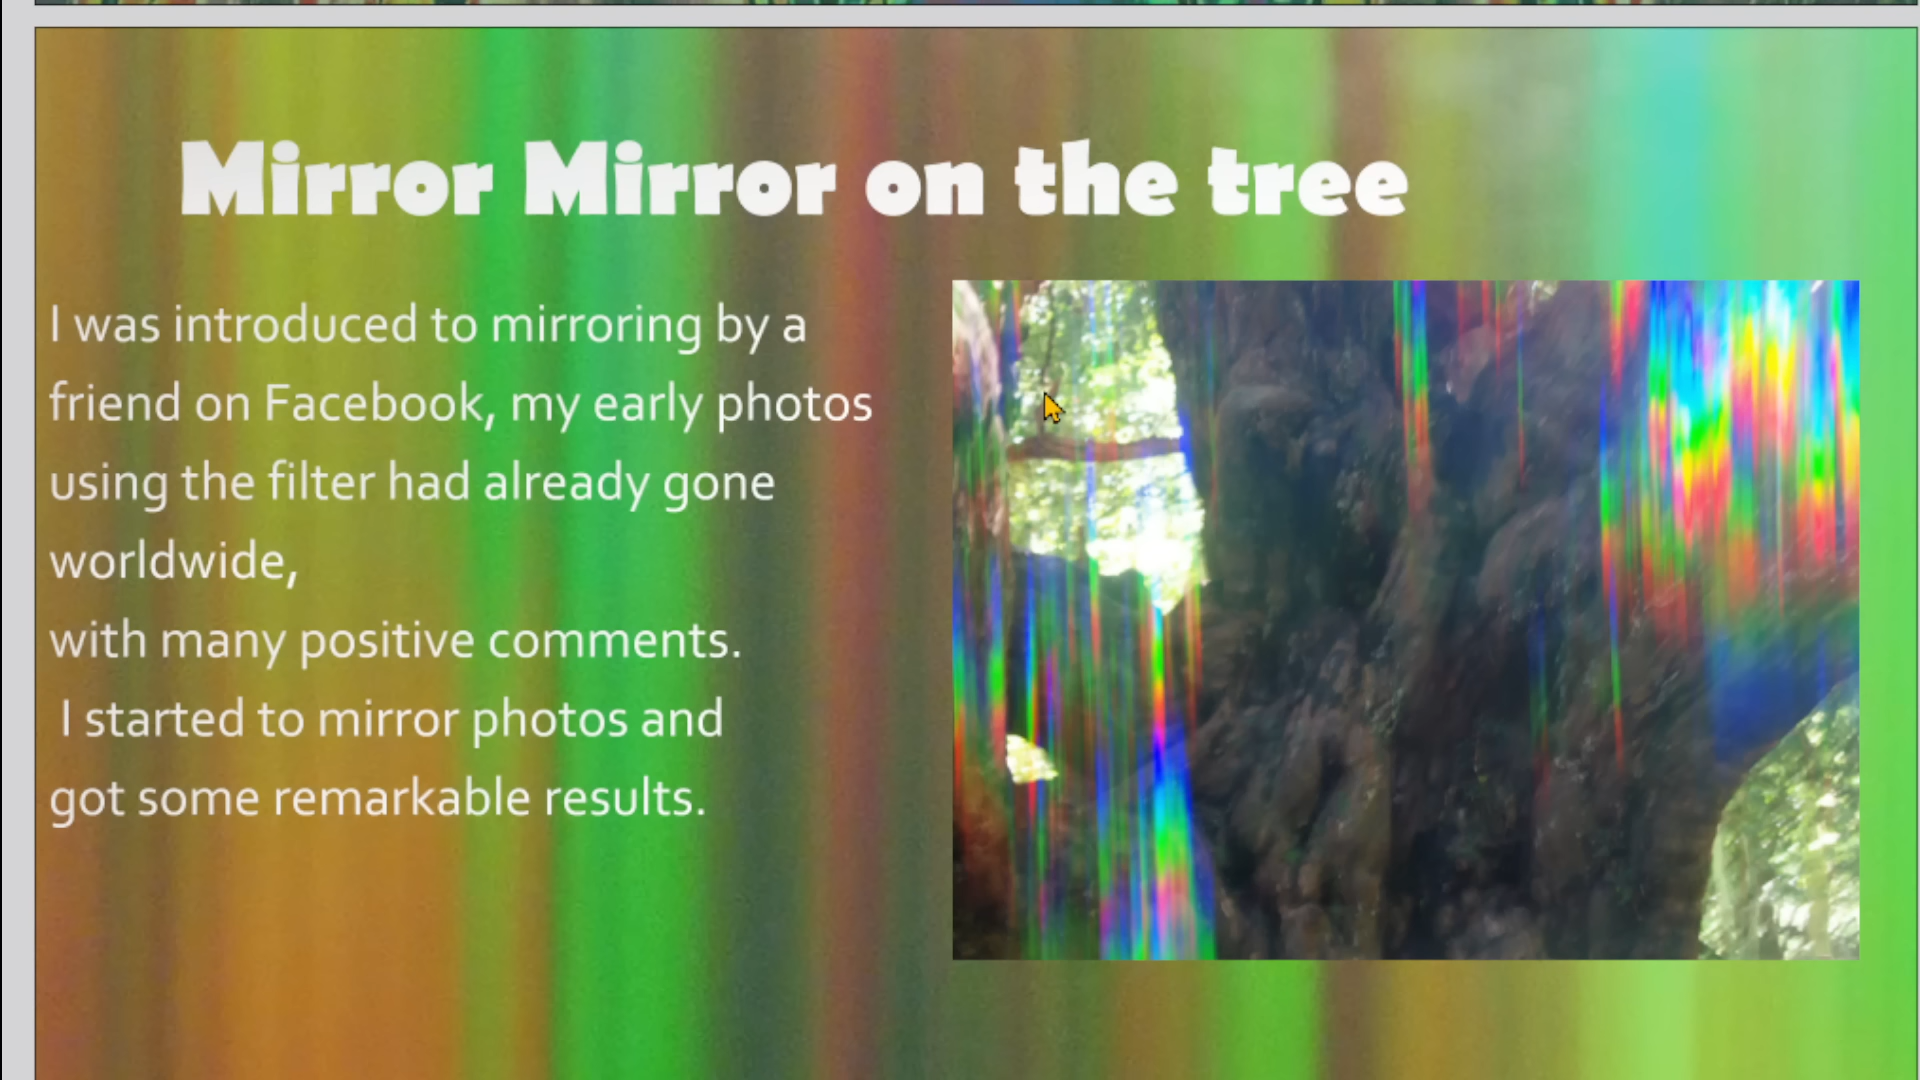 Mirror Mirror on the tree
I was introduced to mirroring by a
friend on Facebook, my early photos
using the filter had already gone
worldwide,
with many positive comments.
I started to mirror photos and
got some remarkable results.